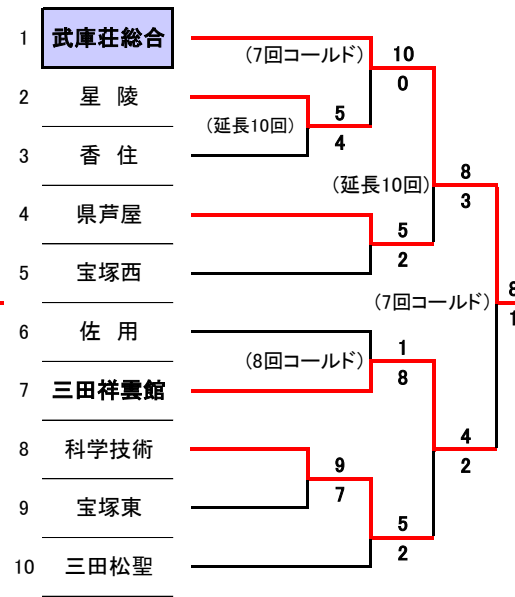 1 武庫荘総合
(7回コールド) 10
0
2 星 陵
(延長10回) 5
4
3 香 住
(延長10回) 8
3
4 県芦屋
5
2
5 宝塚西
(7回コールド) 8
1
6 佐 用
(8回コールド) 1
8
7 三田祥雲館
8 科学技術
4
2
9
7
9 宝塚東
5
2
10 三田松聖